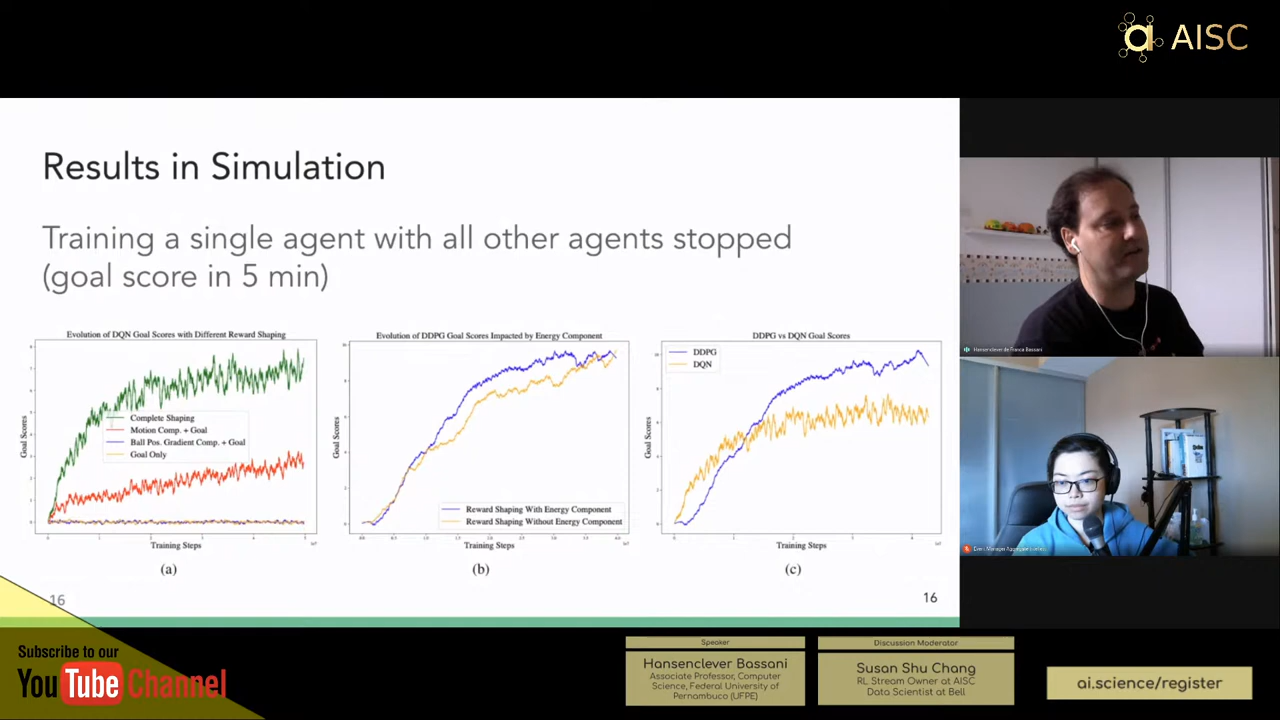 AISC
Results in Simulation
Training a single agent with all other agents stopped
(goal score in 5 min)
Evolution of DQN Goal Scores with Different Reward Shaping
Goal Scores
Complete Shaping
Motion Comp. + Goal
Ball Pos. Gradient Comp. + Goal
Goal Only
Training Steps
(a)
Evolution of DDPG Goal Scores Impacted by Energy Component
Goal Scores
Reward Shaping With Energy Component
Reward Shaping Without Energy Component
Training Steps
(b)
DDPG vs DQN Goal Scores
Goal Scores
DDPG
DQN
Training Steps
(c)
16
16
Hansenclever de Franca Bassani
Subscribe to our
YouTube Channel
Speaker
Hansenclever Bassani
Associate Professor, Computer
Science, Federal University of
Pernambuco (UFPE)
Discussion Moderator
Susan Shu Chang
RL Stream Owner at AISC
Data Scientist at Bell
ai.science/register